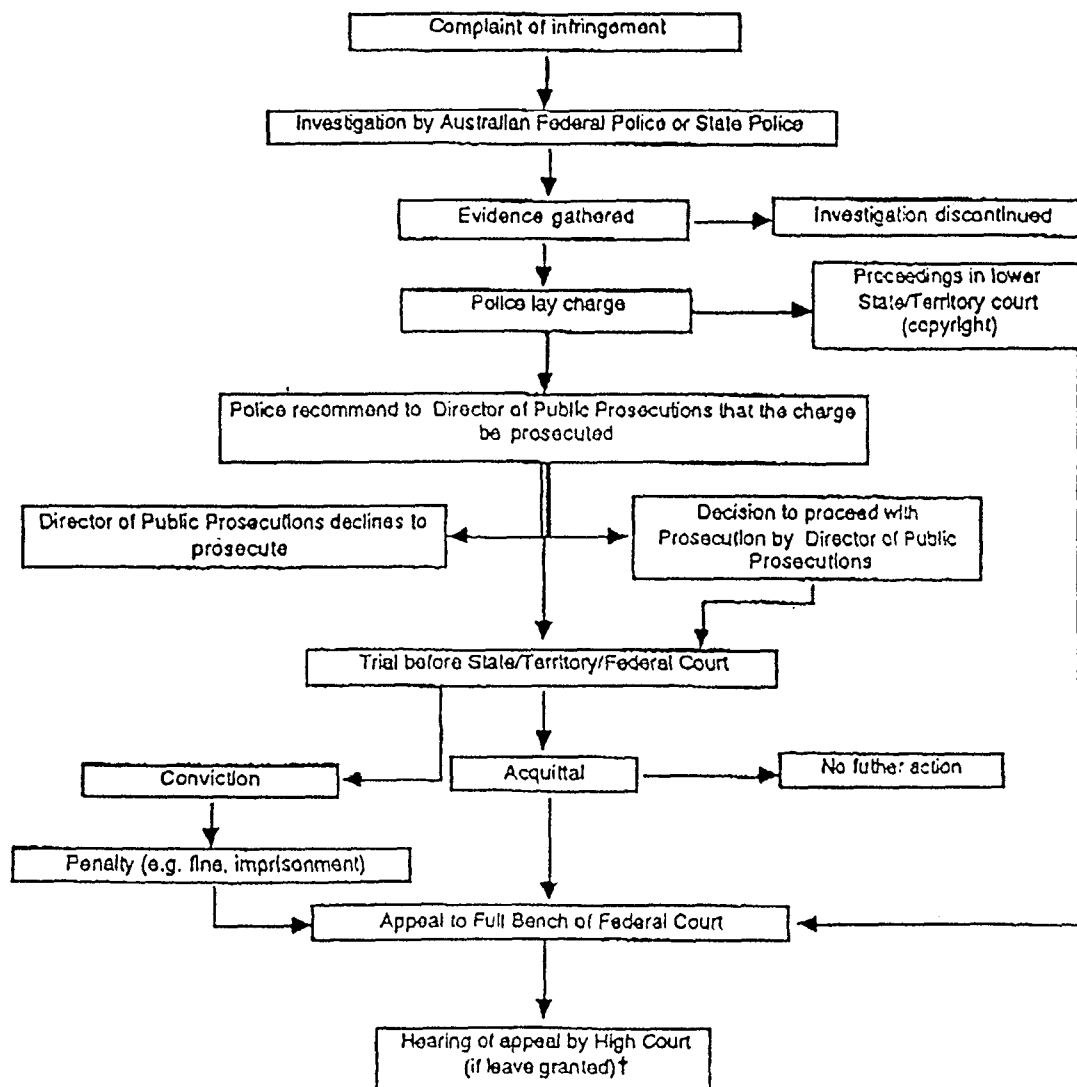 Complaint of infringement
Investigation by Australian Federal Police or State Police
Evidence gathered
Investigation discontinued
Police lay charge
Proceedings in lower
State/Territory court
(copyright)
Police recommend to Director of Public Prosecutions that the charge
be prosecuted
Director of Public Prosecutions declines to
prosecute
Decision to proceed with
Prosecution by Director of Public
Prosecutions
Trial before State/Territory/Federal Court
Conviction
Acquittal
No futher action
Penalty (e.g. fine, imprisonment)
Appeal to Full Bench of Federal Court
Hearing of appeal by High Court
(if leave granted)†